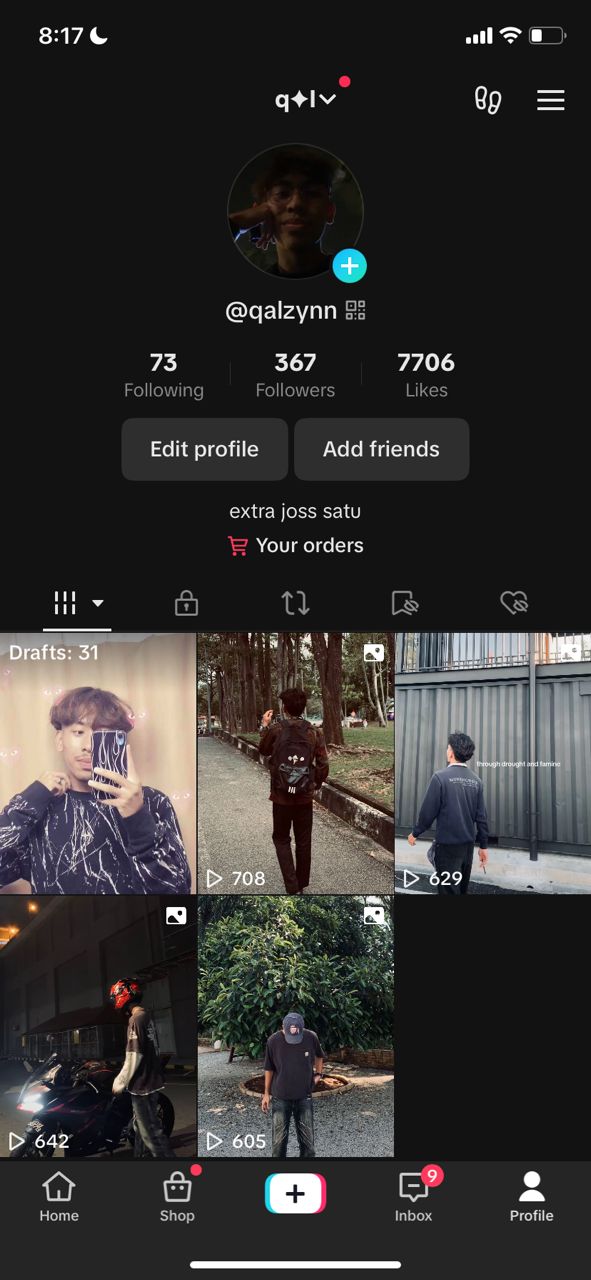 8:17
q✦l
@qalzynn
73 367 7706
Following Followers Likes
Edit profile Add friends
extra joss satu
Your orders
Drafts: 31
through drought and famine
708 629
642 605
Home Shop Inbox 9 Profile